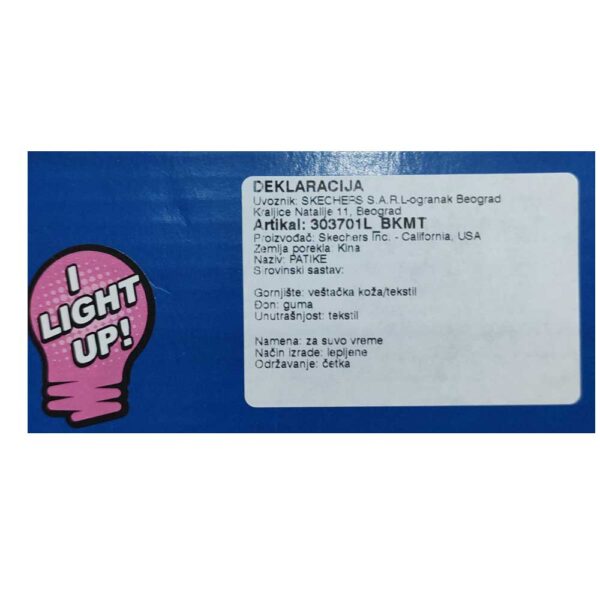 I
LIGHT
UP!
DEKLARACIJA
Uvoznik: SKECHERS S.A.R.L-ogranak Beograd
Kraljice Natalije 11, Beograd
Artikal: 303701L_BKMT
Proizvođač: Skechers Inc. - California, USA
Zemlja porekla: Kina
Naziv: PATIKE
Sirovinski sastav:
Gornjište: veštačka koža/tekstil
Đon: guma
Unutrašnjost: tekstil
Namena: za suvo vreme
Način izrade: lepljene
Održavanje: četka